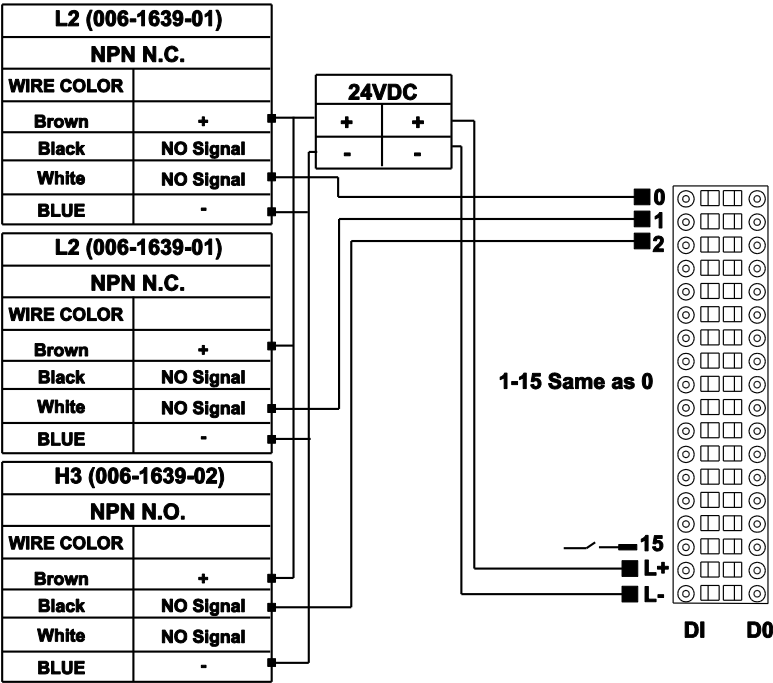 L2 (006-1639-01)
NPN N.C.
WIRE COLOR
Brown +
Black NO Signal
White NO Signal
BLUE -
L2 (006-1639-01)
NPN N.C.
WIRE COLOR
Brown +
Black NO Signal
White NO Signal
BLUE -
H3 (006-1639-02)
NPN N.O.
WIRE COLOR
Brown +
Black NO Signal
White NO Signal
BLUE -
24VDC
+ +
- -
0
1
2
1-15 Same as 0
15
L+
L-
DI D0